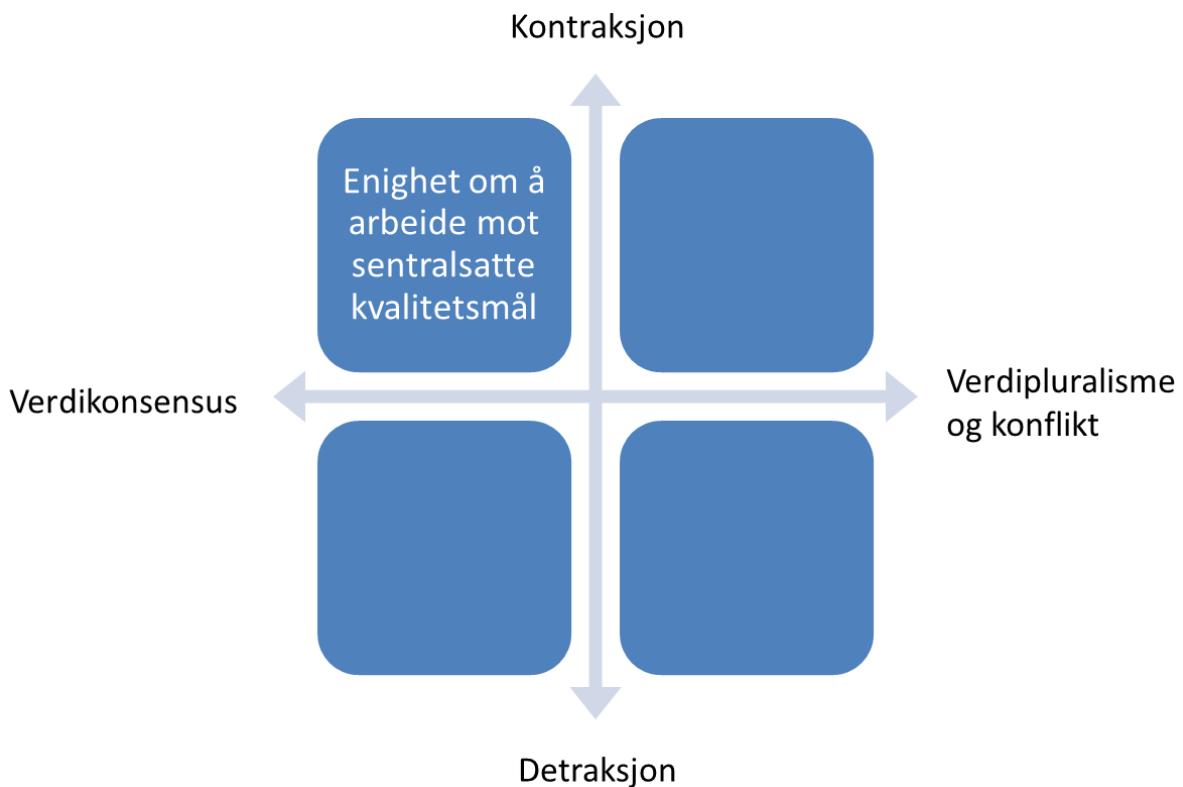 Kontraksjon
Enighet om å
arbeide mot
sentralsatte
kvalitetsmål
Verdikonsensus
Verdipluralisme
og konflikt
Detraksjon